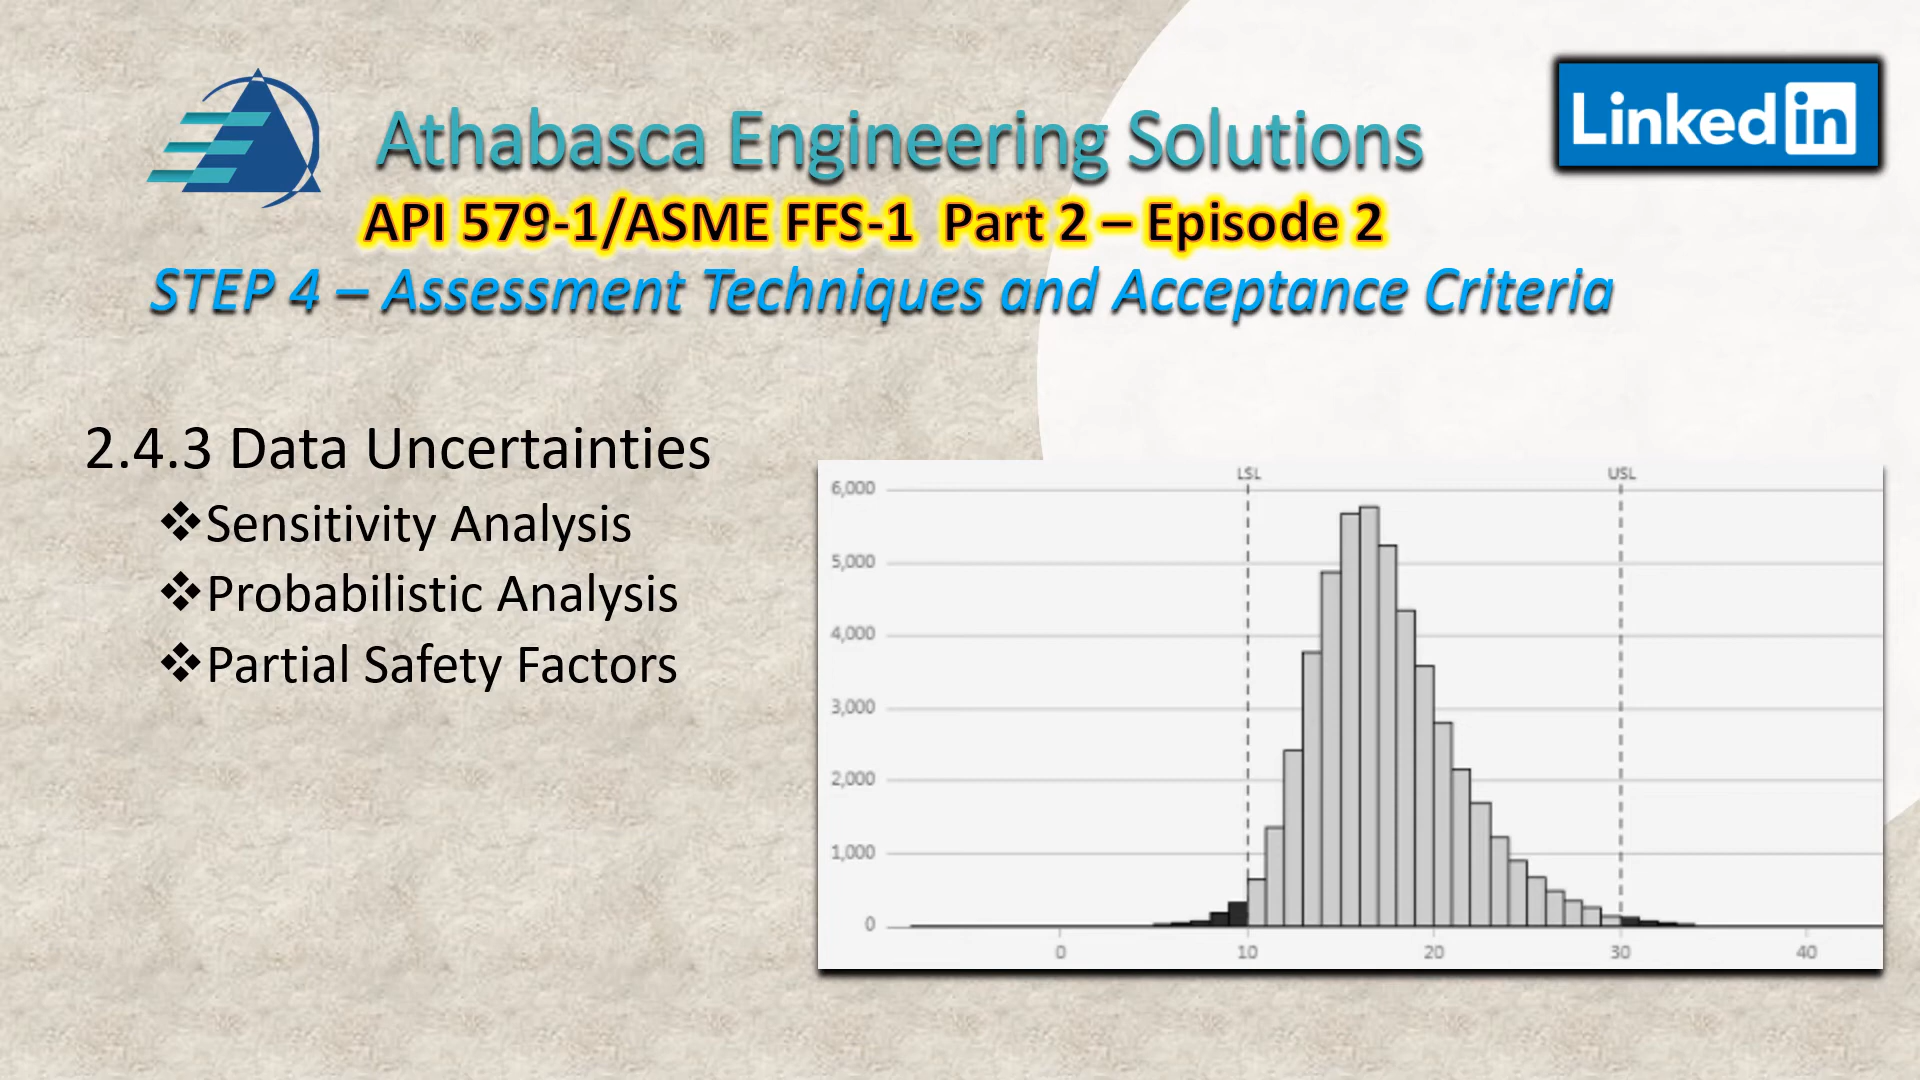 Athabasca Engineering Solutions
LinkedIn
API 579-1/ASME FFS-1 Part 2 – Episode 2
STEP 4 – Assessment Techniques and Acceptance Criteria
2.4.3 Data Uncertainties
❖Sensitivity Analysis
❖Probabilistic Analysis
❖Partial Safety Factors
LSL
USL
6,000
5,000
4,000
3,000
2,000
1,000
0
0 10 20 30 40